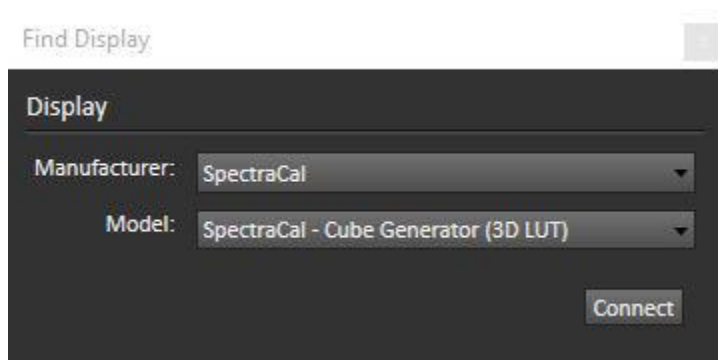 Find Display
Display
Manufacturer: SpectraCal
Model: SpectraCal - Cube Generator (3D LUT)
Connect